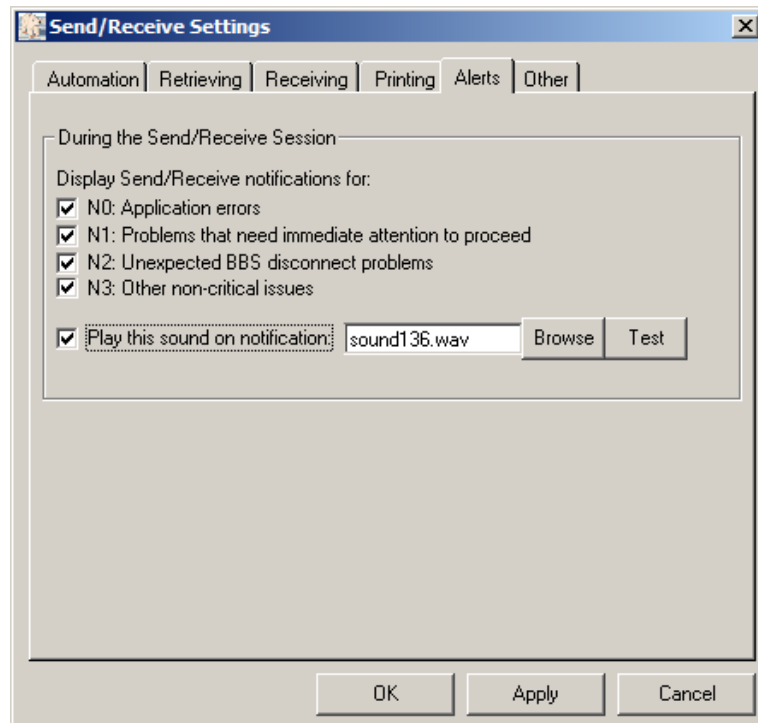 Send/Receive Settings
Automation Retrieving Receiving Printing Alerts Other
During the Send/Receive Session
Display Send/Receive notifications for:
N0: Application errors
N1: Problems that need immediate attention to proceed
N2: Unexpected BBS disconnect problems
N3: Other non-critical issues
Play this sound on notification: sound136.wav Browse Test
OK Apply Cancel